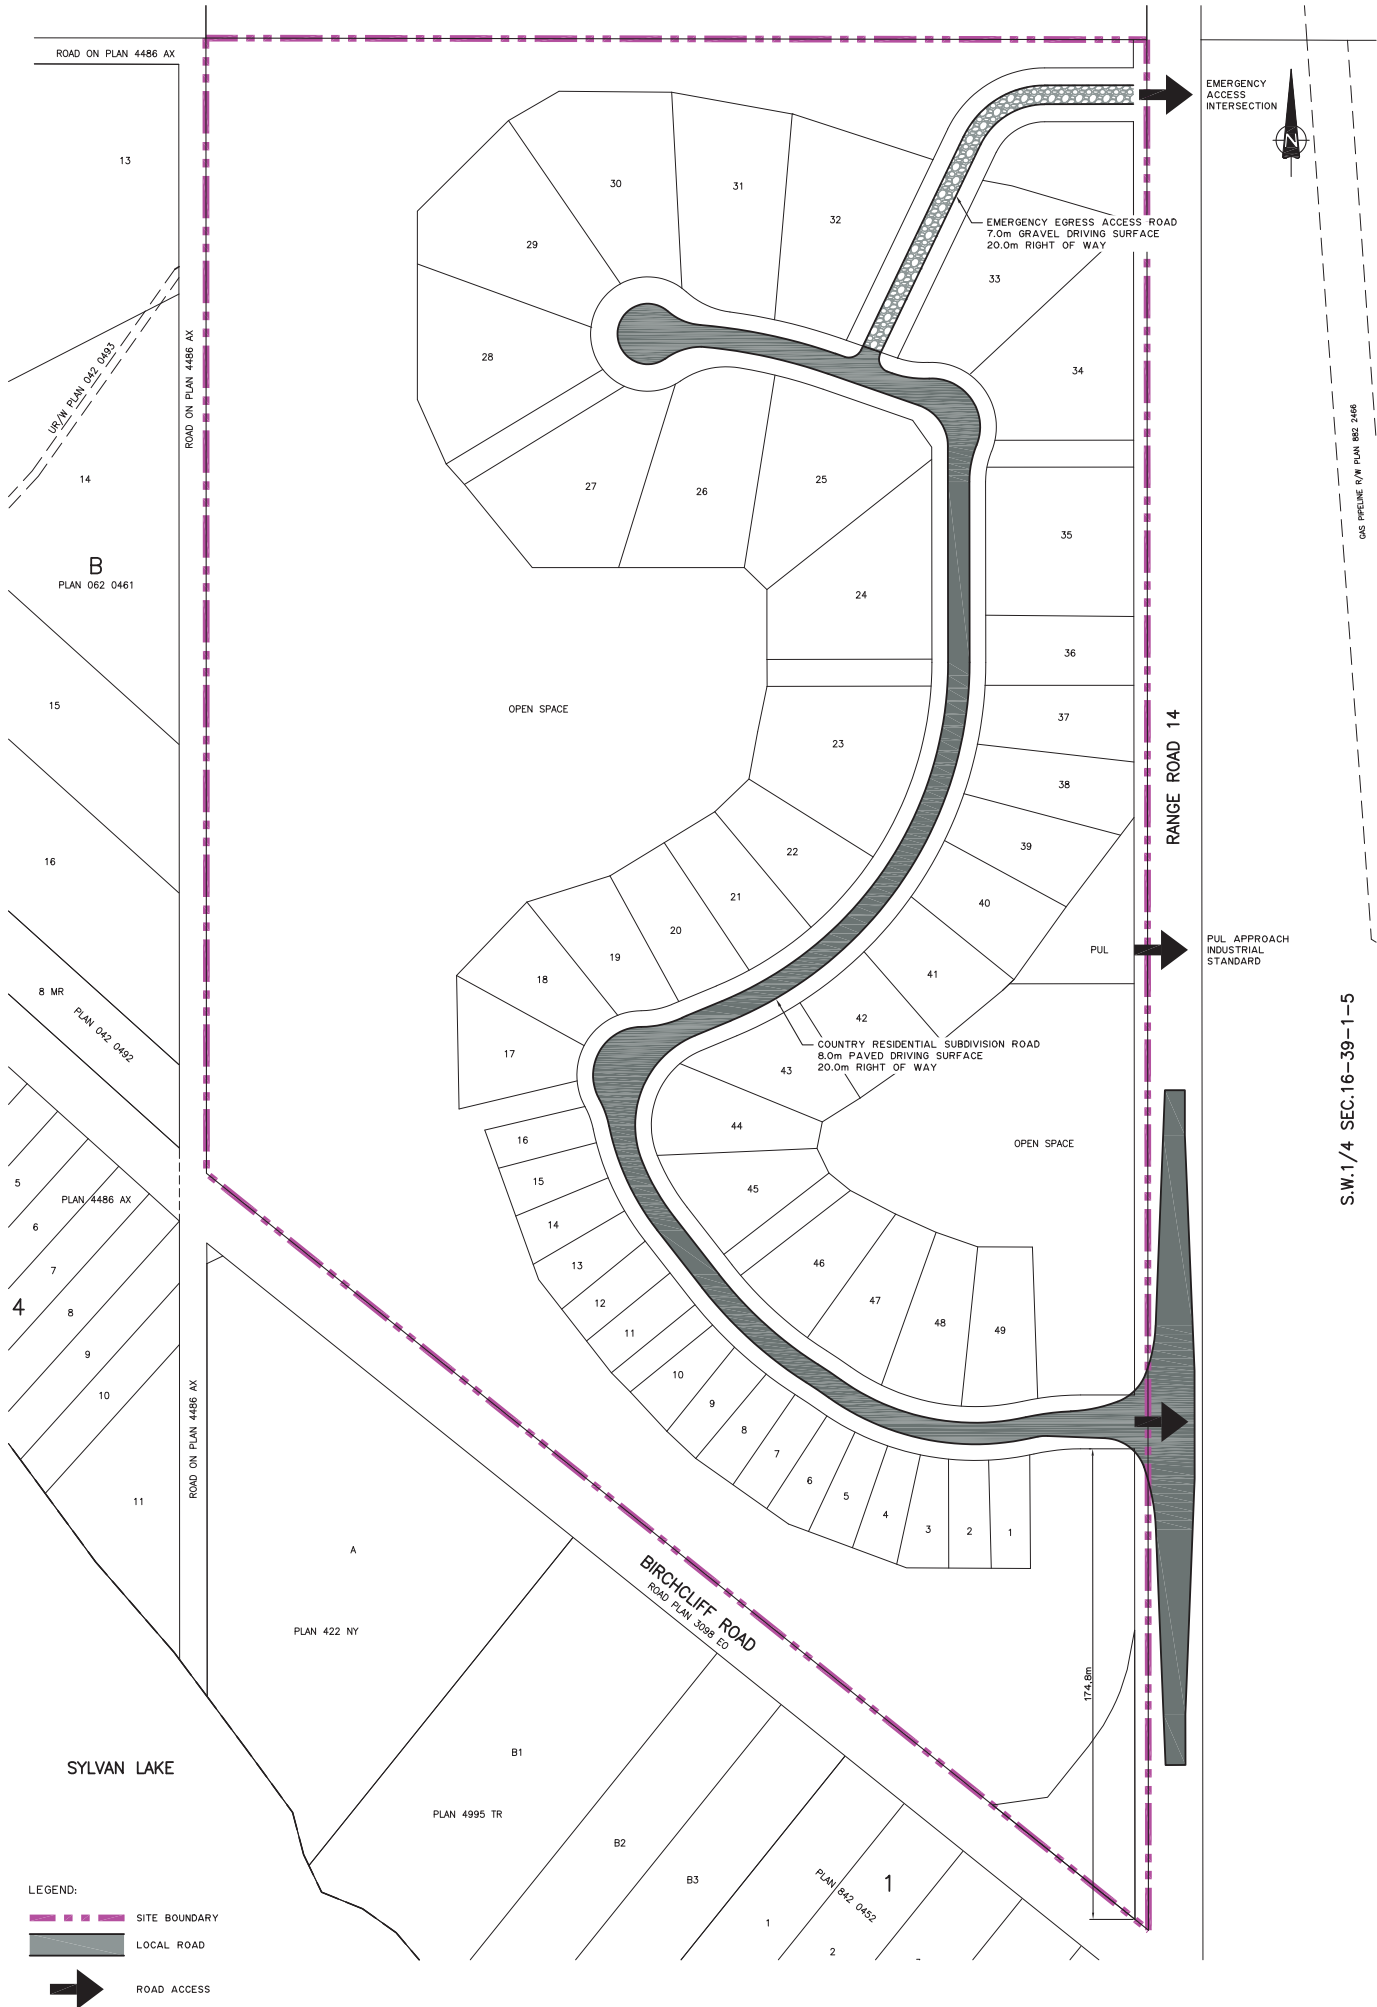 ROAD ON PLAN 4486 AX
EMERGENCY
ACCESS
INTERSECTION
N
13
30
31
32
29
EMERGENCY EGRESS ACCESS ROAD
7.0m GRAVEL DRIVING SURFACE
20.0m RIGHT OF WAY
33
28
34
UR/W PLAN 042 0493
ROAD ON PLAN 4486 AX
GAS PIPELINE R/W PLAN 882 2466
14
27
26
25
35
B
PLAN 062 0461
24
36
15
OPEN SPACE
37
23
38
RANGE ROAD 14
16
22
39
21
40
20
19
18
41
PUL
PUL APPROACH
INDUSTRIAL
STANDARD
8 MR
PLAN 042 0492
42
17
COUNTRY RESIDENTIAL SUBDIVISION ROAD
8.0m PAVED DRIVING SURFACE
20.0m RIGHT OF WAY
43
S.W.1/4 SEC.16-39-1-5
44
16
OPEN SPACE
45
15
14
5
PLAN 4486 AX
6
7
4
8
9
10
11
13
12
11
10
9
8
7
6
5
4
3
2
1
46
47
48
49
ROAD ON PLAN 4486 AX
A
PLAN 422 NY
BIRCHCLIFF ROAD
ROAD PLAN 3098 EO
174.8m
SYLVAN LAKE
B1
PLAN 4995 TR
B2
B3
1
PLAN 842 0452
1
2
LEGEND:
SITE BOUNDARY
LOCAL ROAD
ROAD ACCESS